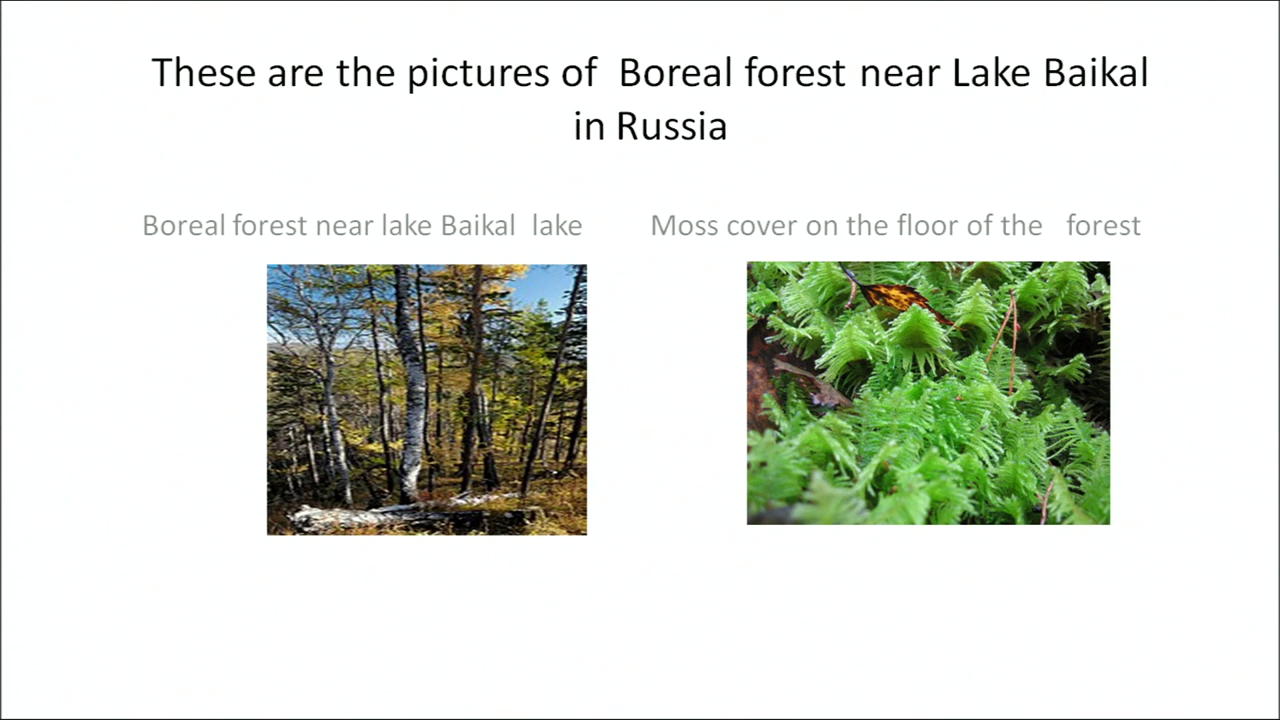 These are the pictures of Boreal forest near Lake Baikal
in Russia
Boreal forest near lake Baikal lake
Moss cover on the floor of the forest